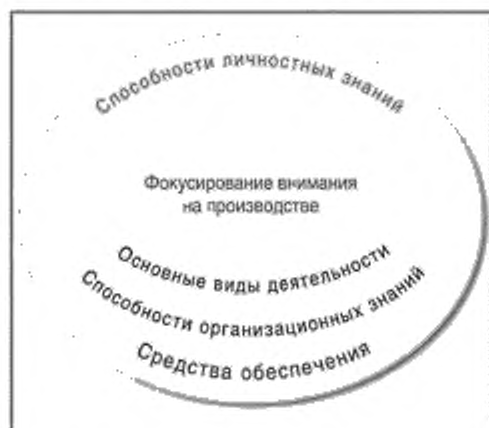 Способности личностных знаний
Фокусирование внимания
на производстве
Основные виды деятельности
Способности организационных знаний
Средства обеспечения